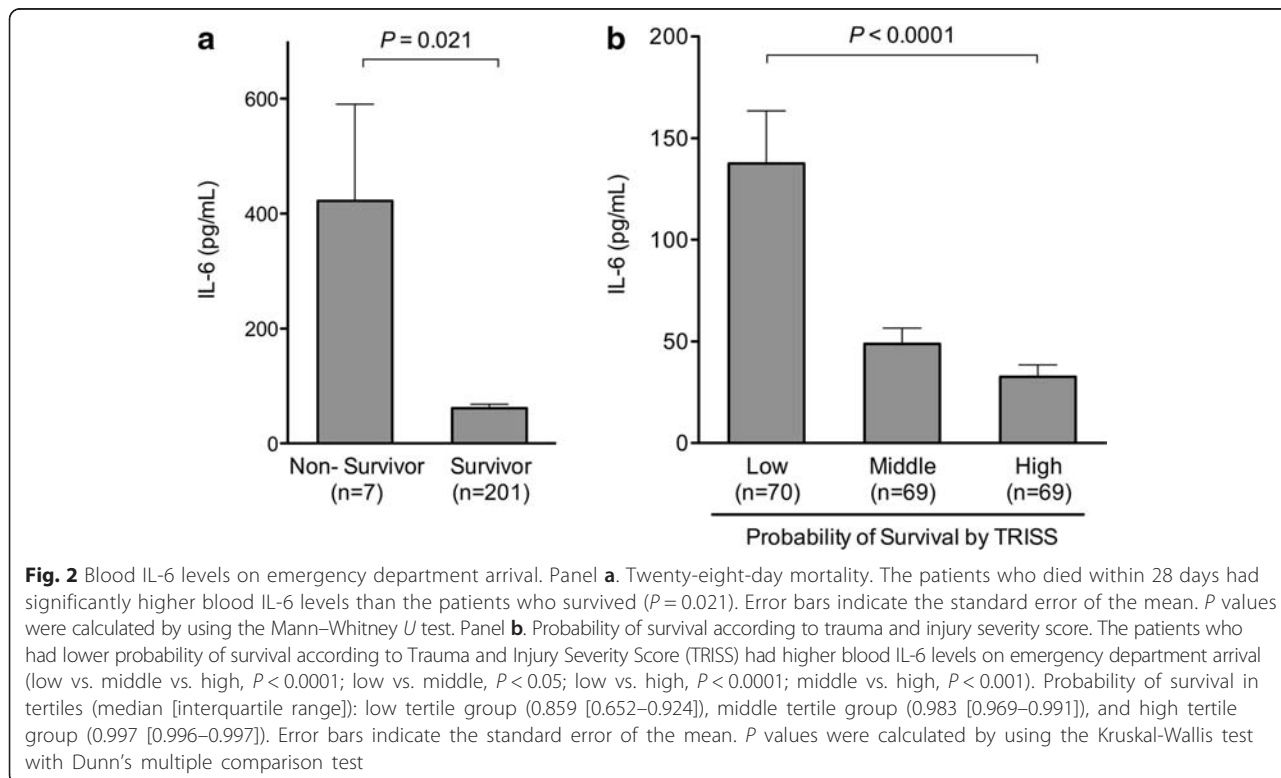 a
P = 0.021
600
400
200
0
IL-6 (pg/mL)
Non- Survivor
(n=7)
Survivor
(n=201)
b
P < 0.0001
200
150
100
50
0
IL-6 (pg/mL)
Low
(n=70)
Middle
(n=69)
High
(n=69)
Probability of Survival by TRISS
Fig. 2 Blood IL-6 levels on emergency department arrival. Panel a. Twenty-eight-day mortality. The patients who died within 28 days had
significantly higher blood IL-6 levels than the patients who survived (P = 0.021). Error bars indicate the standard error of the mean. P values
were calculated by using the Mann–Whitney U test. Panel b. Probability of survival according to trauma and injury severity score. The patients who
had lower probability of survival according to Trauma and Injury Severity Score (TRISS) had higher blood IL-6 levels on emergency department arrival
(low vs. middle vs. high, P < 0.0001; low vs. middle, P < 0.05; low vs. high, P < 0.0001; middle vs. high, P < 0.001). Probability of survival in
tertiles (median [interquartile range]): low tertile group (0.859 [0.652–0.924]), middle tertile group (0.983 [0.969–0.991]), and high tertile
group (0.997 [0.996–0.997]). Error bars indicate the standard error of the mean. P values were calculated by using the Kruskal-Wallis test
with Dunn's multiple comparison test